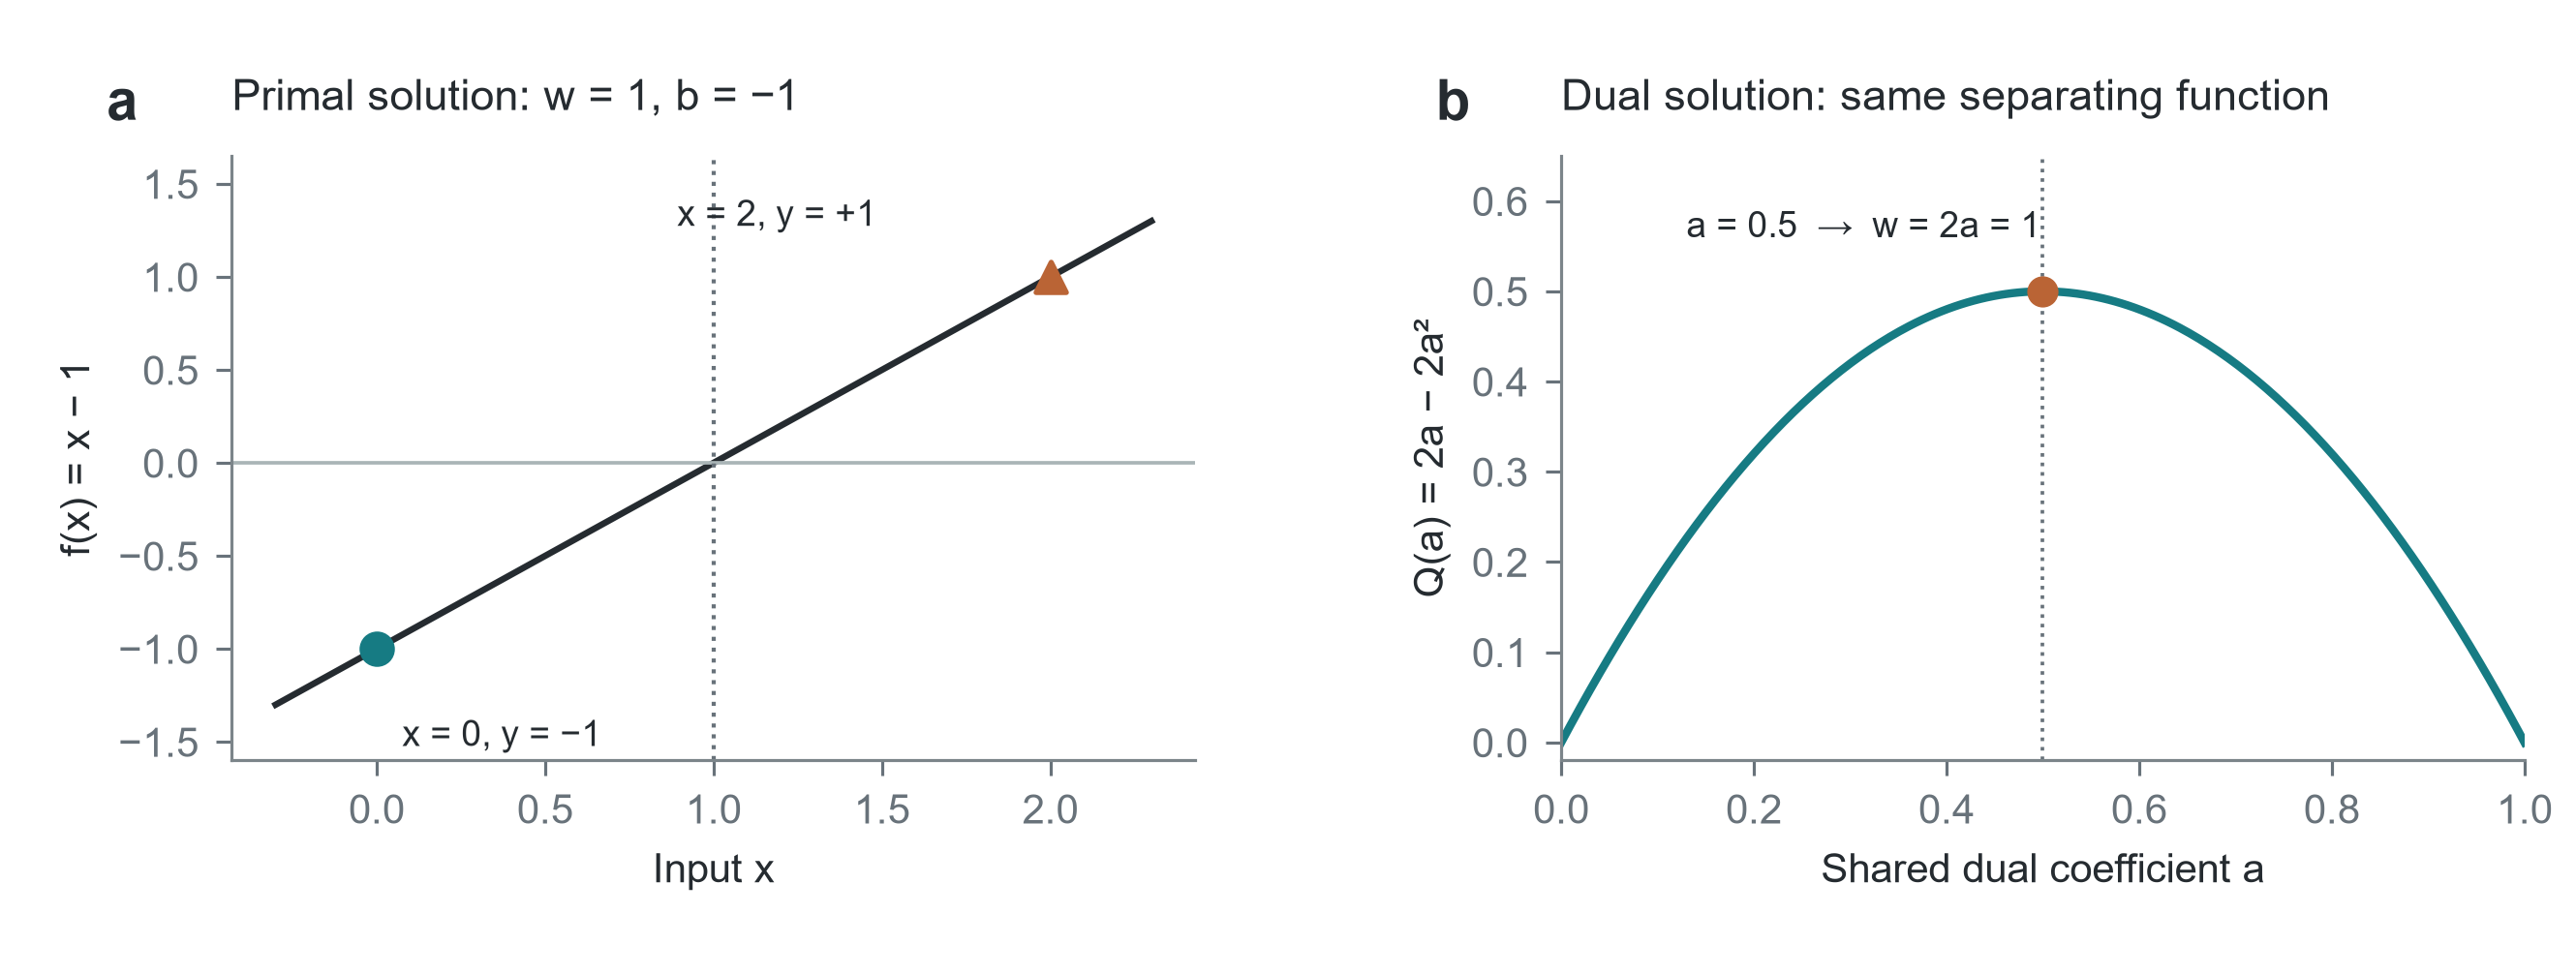 a
Primal solution: w = 1, b = −1
f(x) = x − 1
1.5
1.0
0.5
0.0
−0.5
−1.0
−1.5
x = 2, y = +1
x = 0, y = −1
0.0
0.5
1.0
1.5
2.0
Input x
b
Dual solution: same separating function
Q(a) = 2a − 2a²
0.6
0.5
0.4
0.3
0.2
0.1
0.0
a = 0.5 → w = 2a = 1
0.0
0.2
0.4
0.6
0.8
1.0
Shared dual coefficient a